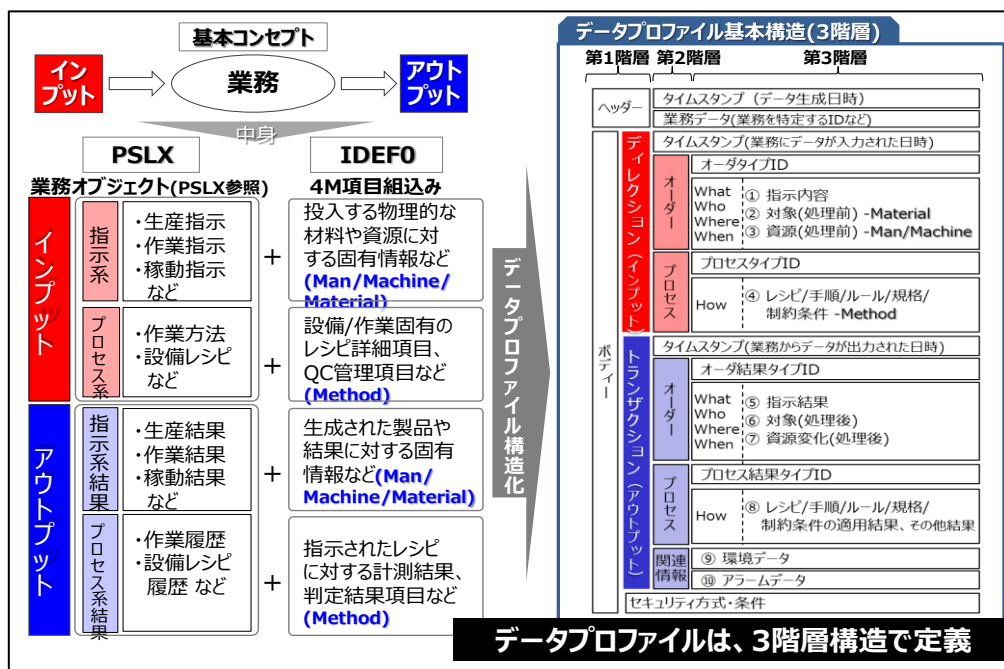 基本コンセプト
イン
プット
業務
アウト
プット
中身
PSLX
IDEF0
業務オブジェクト(PSLX参照)
4M項目組込み
インプット
指示系
・生産指示
・作業指示
・稼動指示
など
+
投入する物理的な
材料や資源に対
する固有情報など
(Man/Machine/
Material)
プロセス系
・作業方法
・設備レシピ
など
+
設備/作業固有の
レシピ詳細項目、
QC管理項目など
(Method)
アウトプット
指示系結果
・生産結果
・作業結果
・稼動結果
など
+
生成された製品や
結果に対する固有
情報など(Man/
Machine/Material)
プロセス系結果
・作業履歴
・設備レシピ
履歴 など
+
指示されたレシピ
に対する計測結果、
判定結果項目など
(Method)
データプロファイル構造化
データプロファイル基本構造(3階層)
第1階層
第2階層
第3階層
ヘッダー
タイムスタンプ（データ生成日時）
業務データ(業務を特定するIDなど)
ボディー
ディレクション(インプット)
タイムスタンプ(業務にデータが入力された日時)
オーダー
オーダタイプID
What
Who
Where
When
① 指示内容
② 対象(処理前) -Material
③ 資源(処理前) -Man/Machine
プロセス
プロセスタイプID
How
④ レシピ/手順/ルール/規格/
制約条件 -Method
トランザクション(アウトプット)
タイムスタンプ(業務からデータが出力された日時)
オーダー
オーダ結果タイプID
What
Who
Where
When
⑤ 指示結果
⑥ 対象(処理後)
⑦ 資源変化(処理後)
プロセス
プロセス結果タイプID
How
⑧ レシピ/手順/ルール/規格/
制約条件の適用結果、その他結果
関連
情報
⑨ 環境データ
⑩ アラームデータ
セキュリティ方式・条件
データプロファイルは、3階層構造で定義